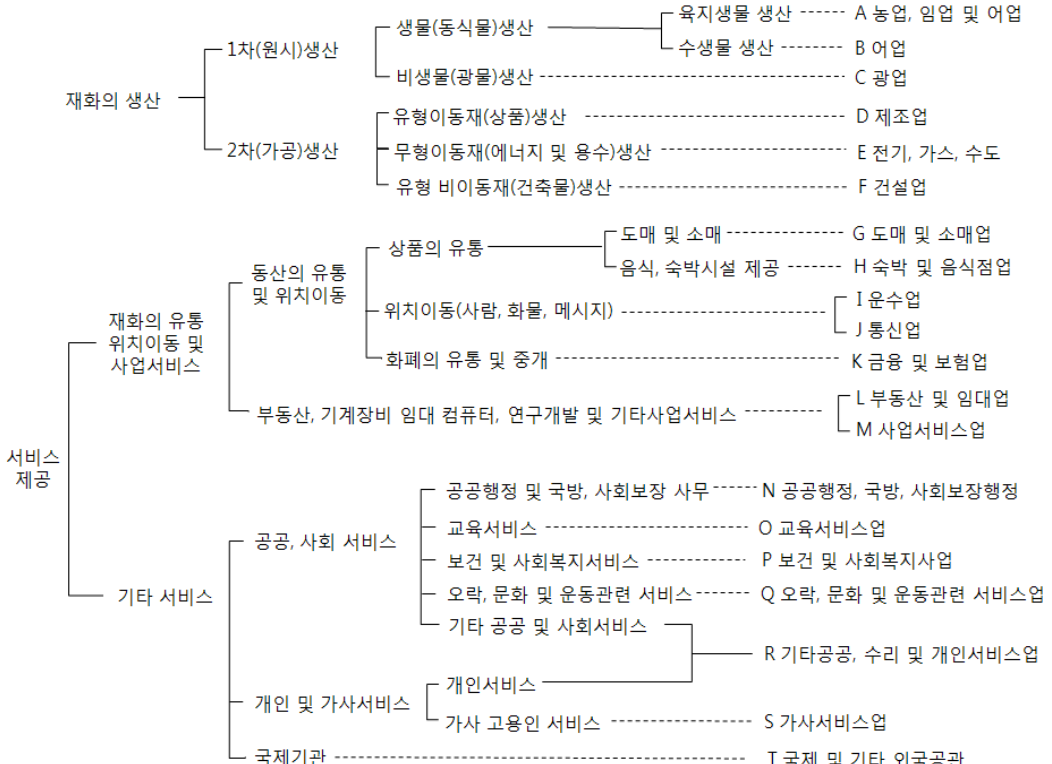 육지생물 생산 A 농업, 임업 및 어업
생물(동식물)생산
1차(원시)생산
수생물 생산 B 어업
비생물(광물)생산 C 광업
재화의 생산
유형이동재(상품)생산 D 제조업
2차(가공)생산
무형이동재(에너지 및 용수)생산 E 전기, 가스, 수도
유형 비이동재(건축물)생산 F 건설업
도매 및 소매 G 도매 및 소매업
상품의 유통
동산의 유통
및 위치이동
음식, 숙박시설 제공 H 숙박 및 음식점업
I 운수업
위치이동(사람, 화물, 메시지)
재화의 유통
위치이동 및
사업서비스
J 통신업
화폐의 유통 및 중개 K 금융 및 보험업
L 부동산 및 임대업
부동산, 기계장비 임대 컴퓨터, 연구개발 및 기타사업서비스
M 사업서비스업
서비스
제공
공공행정 및 국방, 사회보장 사무 N 공공행정, 국방, 사회보장행정
교육서비스 O 교육서비스업
공공, 사회 서비스
보건 및 사회복지서비스 P 보건 및 사회복지사업
오락, 문화 및 운동관련 서비스 Q 오락, 문화 및 운동관련 서비스업
기타 서비스
기타 공공 및 사회서비스
R 기타공공, 수리 및 개인서비스업
개인서비스
개인 및 가사서비스
가사 고용인 서비스 S 가사서비스업
국제기관 T 국제 및 기타 외국공관